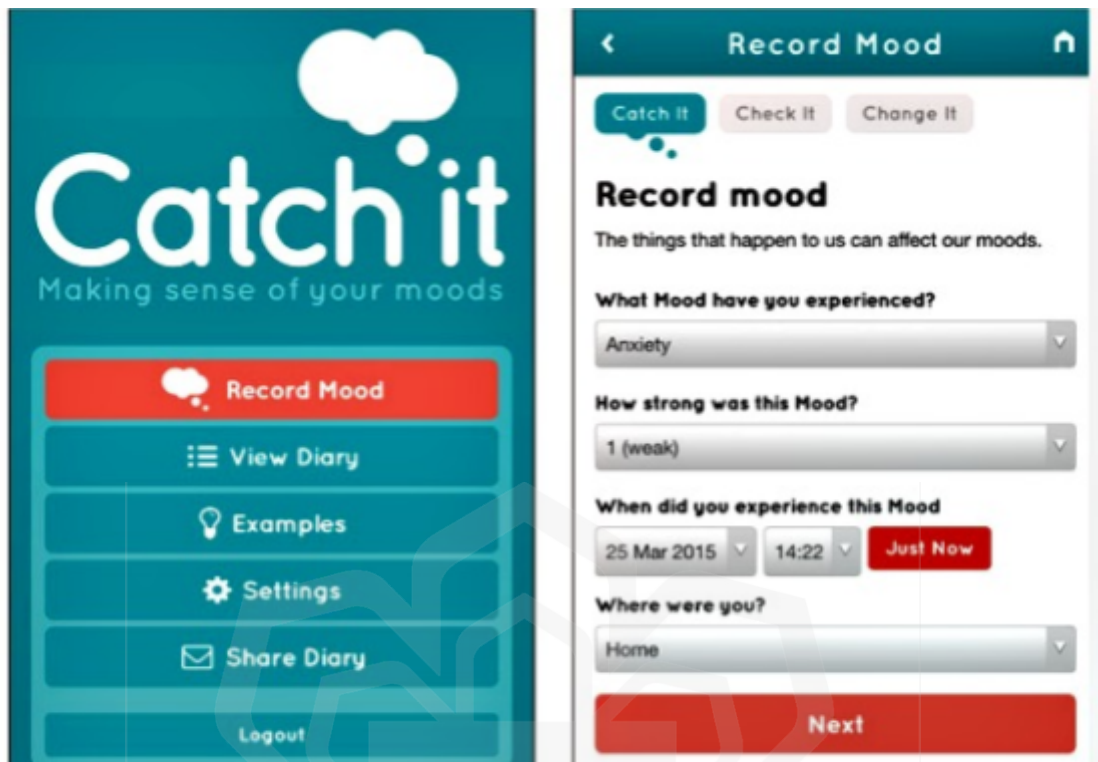 Catch it
Making sense of your moods
Record Mood
View Diary
Examples
Settings
Share Diary
Logout
Record Mood
Catch It Check It Change It
Record mood
The things that happen to us can affect our moods.
What Mood have you experienced?
Anxiety
How strong was this Mood?
1 (weak)
When did you experience this Mood
25 Mar 2015 14:22 Just Now
Where were you?
Home
Next